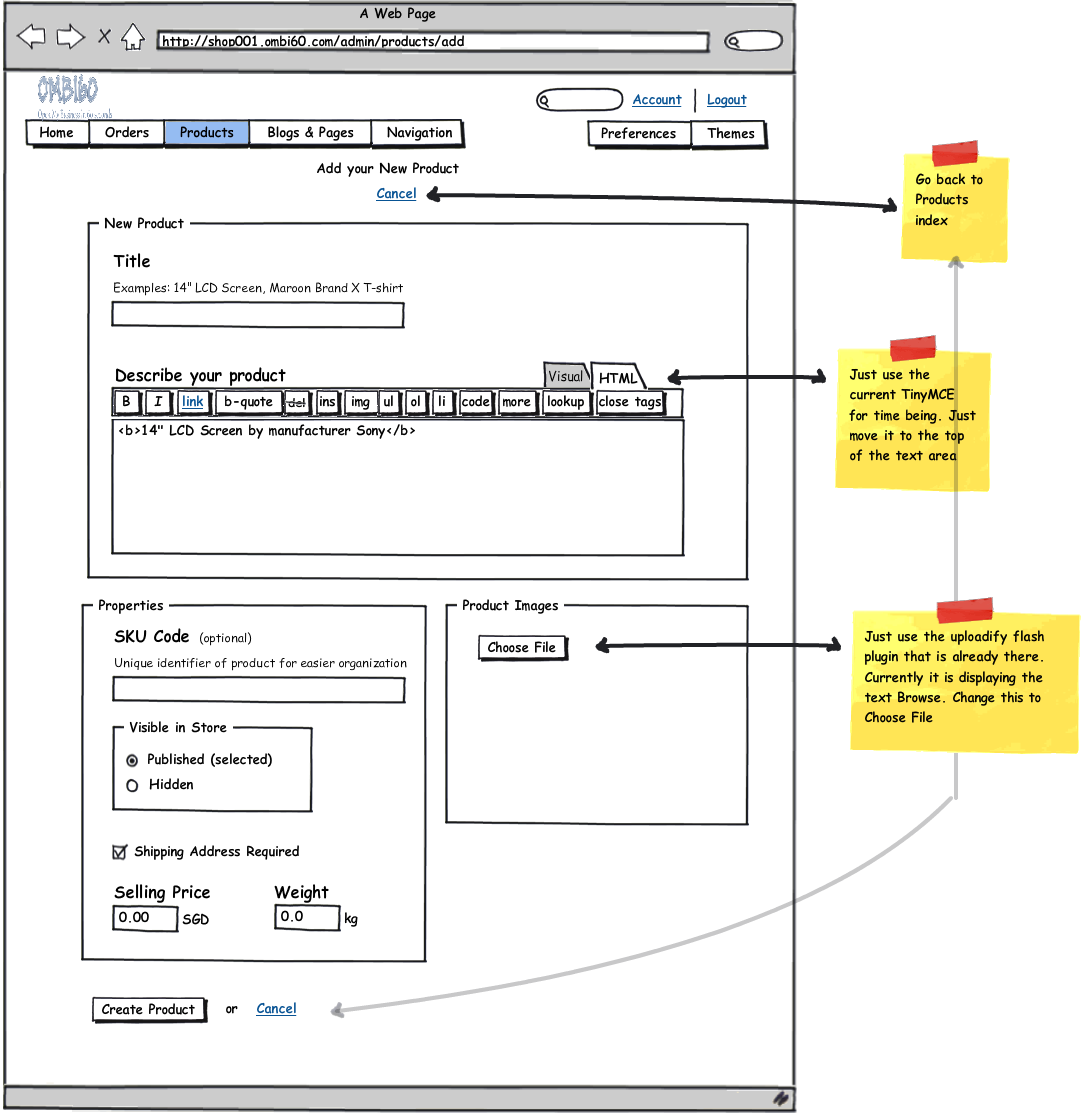 A Web Page
http://shop001.ombi60.com/admin/products/add
OMBI60
Account
Logout
Home Orders Products Blogs & Pages Navigation
Preferences Themes
Add your New Product
Cancel
Go back to
Products
index
New Product
Title
Examples: 14" LCD Screen, Maroon Brand X T-shirt
Describe your product
Visual HTML
B I link b-quote del ins img ul ol li code more lookup close tags
<b>14" LCD Screen by manufacturer Sony</b>
Just use the
current TinyMCE
for time being. Just
move it to the top
of the text area
Properties
SKU Code (optional)
Unique identifier of product for easier organization
Visible in Store
Published (selected)
Hidden
Shipping Address Required
Selling Price Weight
0.00 SGD 0.0 kg
Product Images
Choose File
Just use the uploadify flash
plugin that is already there.
Currently it is displaying the
text Browse. Change this to
Choose File
Create Product or Cancel